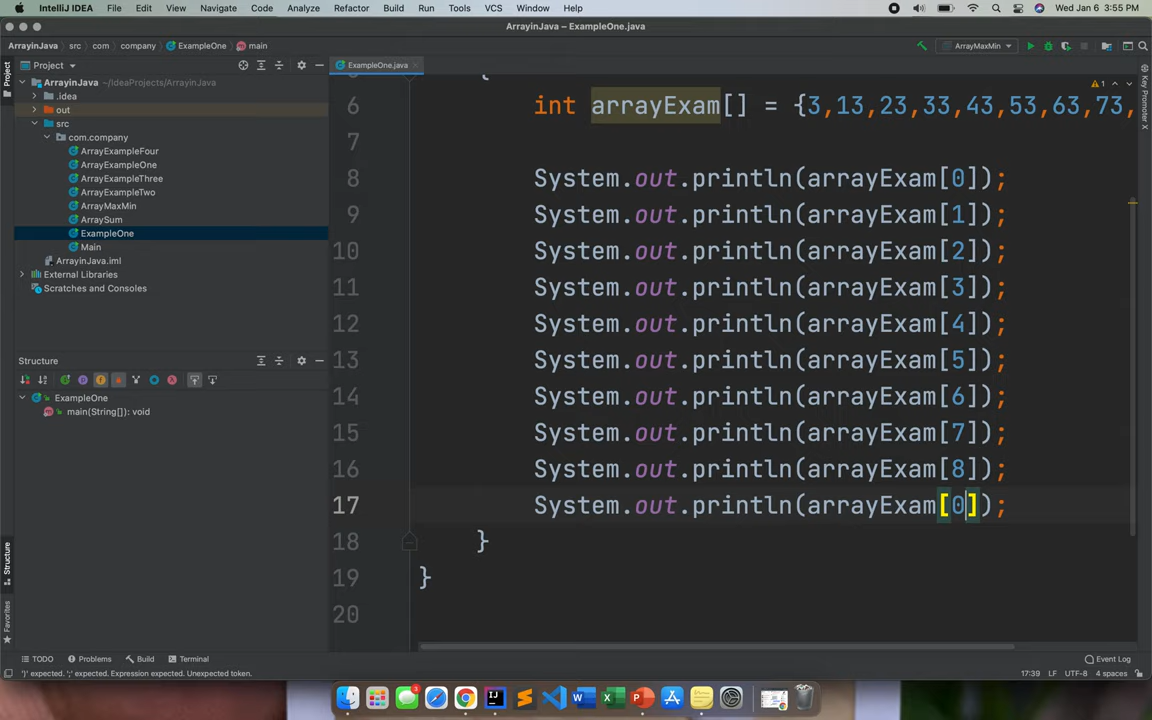 IntelliJ IDEA File Edit View Navigate Code Analyze Refactor Build Run Tools VCS Window Help Wed Jan 6 3:55 PM
ArrayinJava – ExampleOne.java
ArrayinJava src com company ExampleOne main ArrayMaxMin
Project
Project
ExampleOne.java
Key Promoter X
ArrayinJava ~/IdeaProjects/ArrayinJava
.idea
out
src
com.company
ArrayExampleFour
ArrayExampleOne
ArrayExampleThree
ArrayExampleTwo
ArrayMaxMin
ArraySum
ExampleOne
Main
ArrayinJava.iml
External Libraries
Scratches and Consoles
Structure
ExampleOne
main(String[]): void
1
6 int arrayExam[] = {3,13,23,33,43,53,63,73,
7
8 System.out.println(arrayExam[0]);
9 System.out.println(arrayExam[1]);
10 System.out.println(arrayExam[2]);
11 System.out.println(arrayExam[3]);
12 System.out.println(arrayExam[4]);
13 System.out.println(arrayExam[5]);
14 System.out.println(arrayExam[6]);
15 System.out.println(arrayExam[7]);
16 System.out.println(arrayExam[8]);
17 System.out.println(arrayExam[0]);
18 }
19 }
20
Structure
Favorites
TODO Problems Build Terminal Event Log
')' expected. ';' expected. Expression expected. Unexpected token. 17:39 LF UTF-8 4 spaces